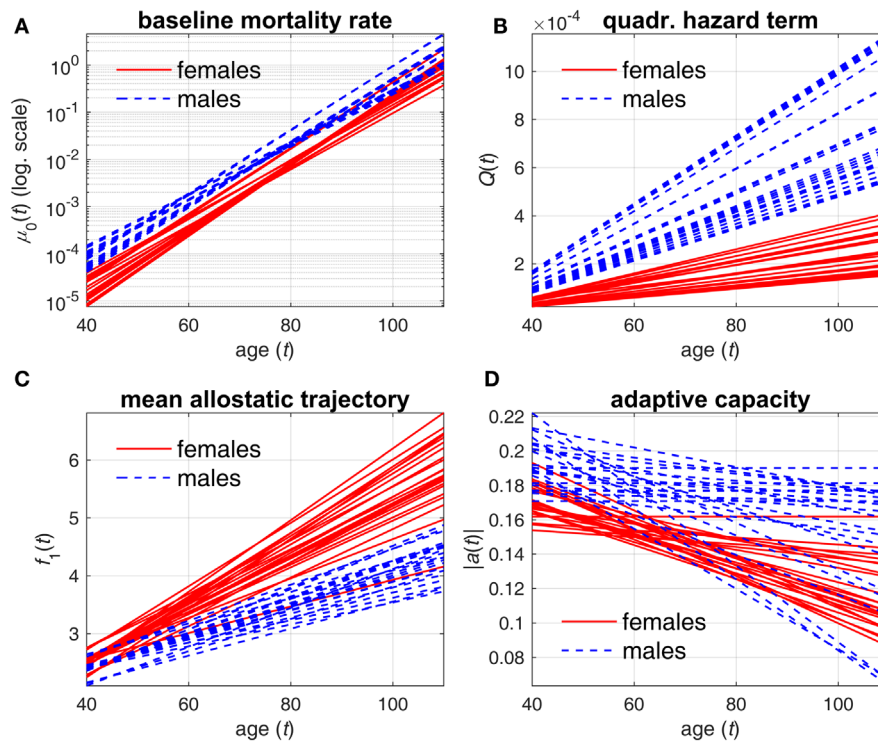 A
baseline mortality rate
10^0
10^-1
10^-2
10^-3
10^-4
10^-5
μ₀(t) (log. scale)
females
males
40 60 80 100
age (t)
B
×10^-4
quadr. hazard term
10
8
6
4
2
Q(t)
females
males
40 60 80 100
age (t)
C
mean allostatic trajectory
6
5
4
3
f₁(t)
females
males
40 60 80 100
age (t)
D
adaptive capacity
0.22
0.2
0.18
0.16
0.14
0.12
0.1
0.08
|a(t)|
females
males
40 60 80 100
age (t)